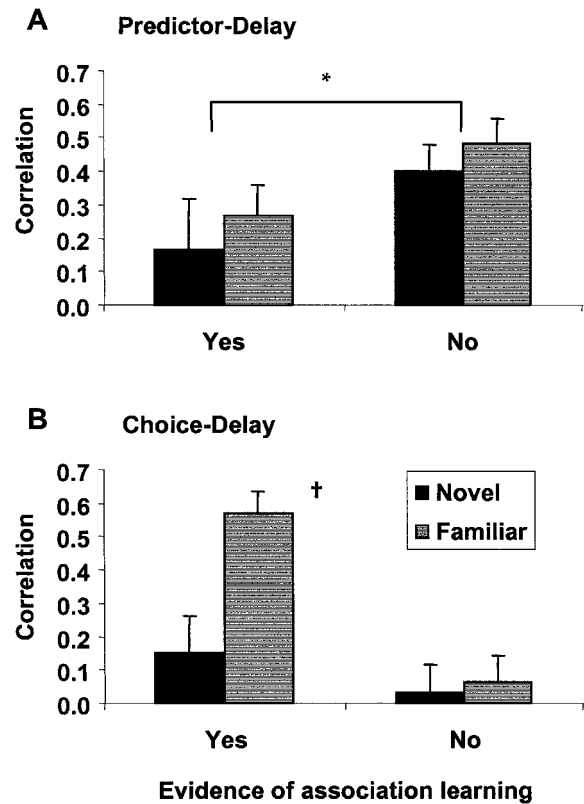 A Predictor-Delay
*
0.7
0.6
0.5
0.4
0.3
0.2
0.1
0.0
Correlation
Yes No
B Choice-Delay
†
0.7
0.6
0.5
0.4
0.3
0.2
0.1
0.0
Correlation
Novel
Familiar
Yes No
Evidence of association learning